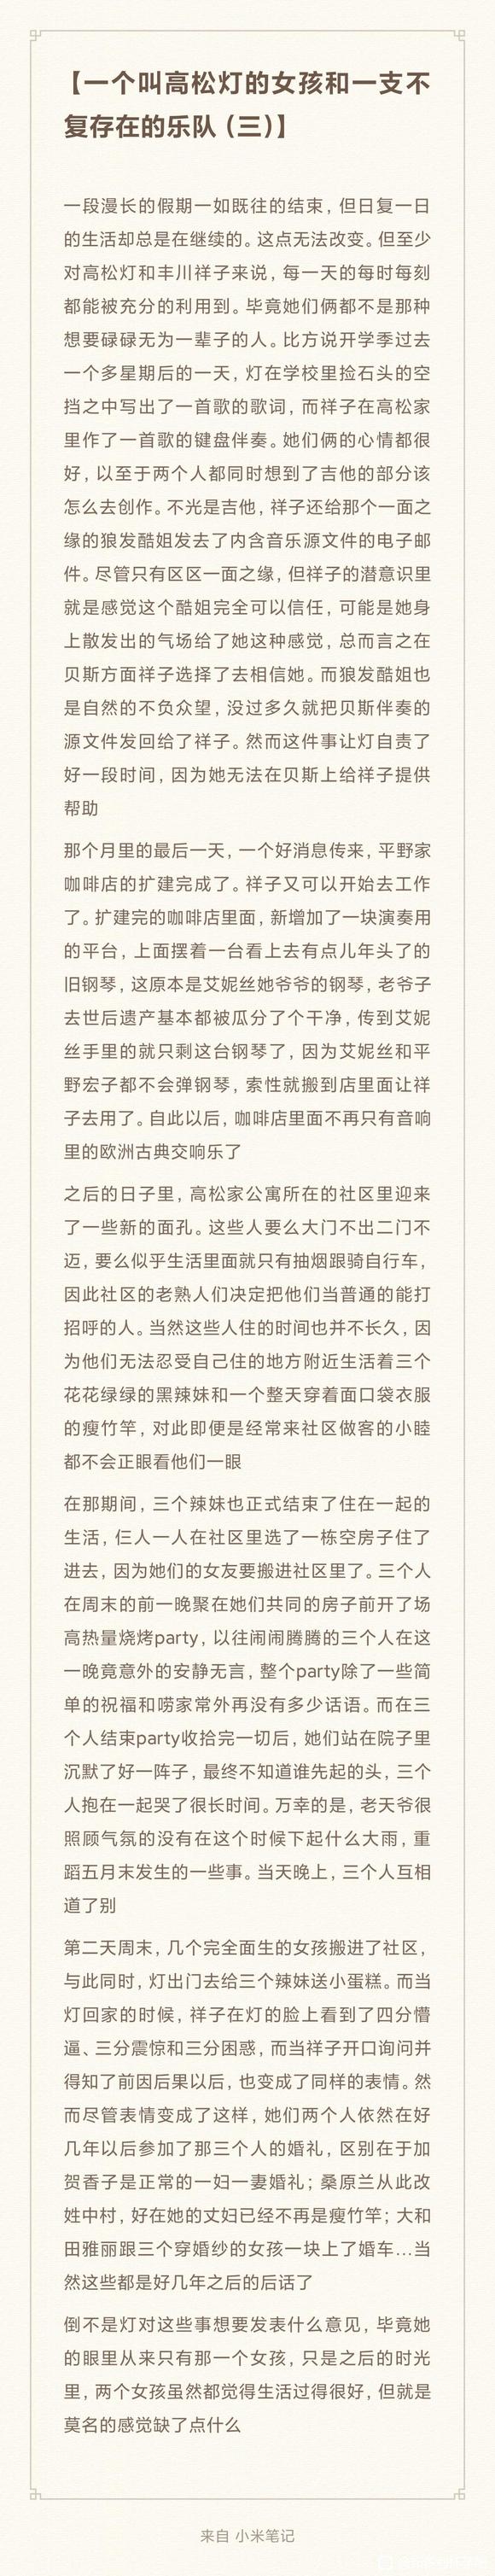 【一个叫高松灯的女孩和一支不
复存在的乐队 (三)】
一段漫长的假期一如既往的结束，但日复一日
的生活却总是在继续的。这点无法改变。但至少
对高松灯和丰川祥子来说，每一天的每时每刻
都能被充分的利用到。毕竟她们俩都不是那种
想要碌碌无为一辈子的人。比方说开学季过去
一个多星期后的一天，灯在学校里捡石头的空
挡之中写出了一首歌的歌词，而祥子在高松家
里作了一首歌的键盘伴奏。她们俩的心情都很
好，以至于两个人都同时想到了吉他的部分该
怎么去创作。不光是吉他，祥子还给那个一面之
缘的狼发酷姐发去了内含音乐源文件的电子邮
件。尽管只有区区一面之缘，但祥子的潜意识里
就是感觉这个酷姐完全可以信任，可能是她身
上散发出的气场给了她这种感觉，总而言之在
贝斯方面祥子选择了去相信她。而狼发酷姐也
是自然的不负众望，没过多久就把贝斯伴奏的
源文件发回给了祥子。然而这件事让灯自责了
好一段时间，因为她无法在贝斯上给祥子提供
帮助
那个月里的最后一天，一个好消息传来，平野家
咖啡店的扩建完成了。祥子又可以开始去工作
了。扩建完的咖啡店里面，新增加了一块演奏用
的平台，上面摆着一台看上去有点儿年头了的
旧钢琴，这原本是艾妮丝她爷爷的钢琴，老爷子
去世后遗产基本都被瓜分了个干净，传到艾妮
丝手里的就只剩这台钢琴了，因为艾妮丝和平
野宏子都不会弹钢琴，索性就搬到店里面让祥
子去用了。自此以后，咖啡店里面不再只有音响
里的欧洲古典交响乐了
之后的日子里，高松家公寓所在的社区里迎来
了一些新的面孔。这些人要么大门不出二门不
迈，要么似乎生活里面就只有抽烟跟骑自行车，
因此社区的老熟人们决定把他们当普通的能打
招呼的人。当然这些人住的时间也并不长久，因
为他们无法忍受自己住的地方附近生活着三个
花花绿绿的黑辣妹和一个整天穿着面口袋衣服
的瘦竹竿，对此即便是经常来社区做客的小睦
都不会正眼看他们一眼
在那期间，三个辣妹也正式结束了住在一起的
生活，仨人一人在社区里选了一栋空房子住了
进去，因为她们的女友要搬进社区里了。三个人
在周末的前一晚聚在她们共同的房子前开了场
高热量烧烤party，以往闹闹腾腾的三个人在这
一晚竟意外的安静无言，整个party除了一些简
单的祝福和唠家常外再没有多少话语。而在三
个人结束party收拾完一切后，她们站在院子里
沉默了好一阵子，最终不知道谁先起的头，三个
人抱在一起哭了很长时间。万幸的是，老天爷很
照顾气氛的没有在这个时候下起什么大雨，重
蹈五月末发生的一些事。当天晚上，三个人互相
道了别
第二天周末，几个完全面生的女孩搬进了社区，
与此同时，灯出门去给三个辣妹送小蛋糕。而当
灯回家的时候，祥子在灯的脸上看到了四分懵
逼、三分震惊和三分困惑，而当祥子开口询问并
得知了前因后果以后，也变成了同样的表情。然
而尽管表情变成了这样，她们两个人依然在好
几年以后参加了那三个人的婚礼，区别在于加
贺香子是正常的一妇一妻婚礼；桑原兰从此改
姓中村，好在她的丈妇已经不再是瘦竹竿；大和
田雅丽跟三个穿婚纱的女孩一块上了婚车...当
然这些都是好几年之后的后话了
倒不是灯对这些事想要发表什么意见，毕竟她
的眼里从来只有那一个女孩，只是之后的时光
里，两个女孩虽然都觉得生活过得很好，但就是
莫名的感觉缺了点什么
来自 小米笔记